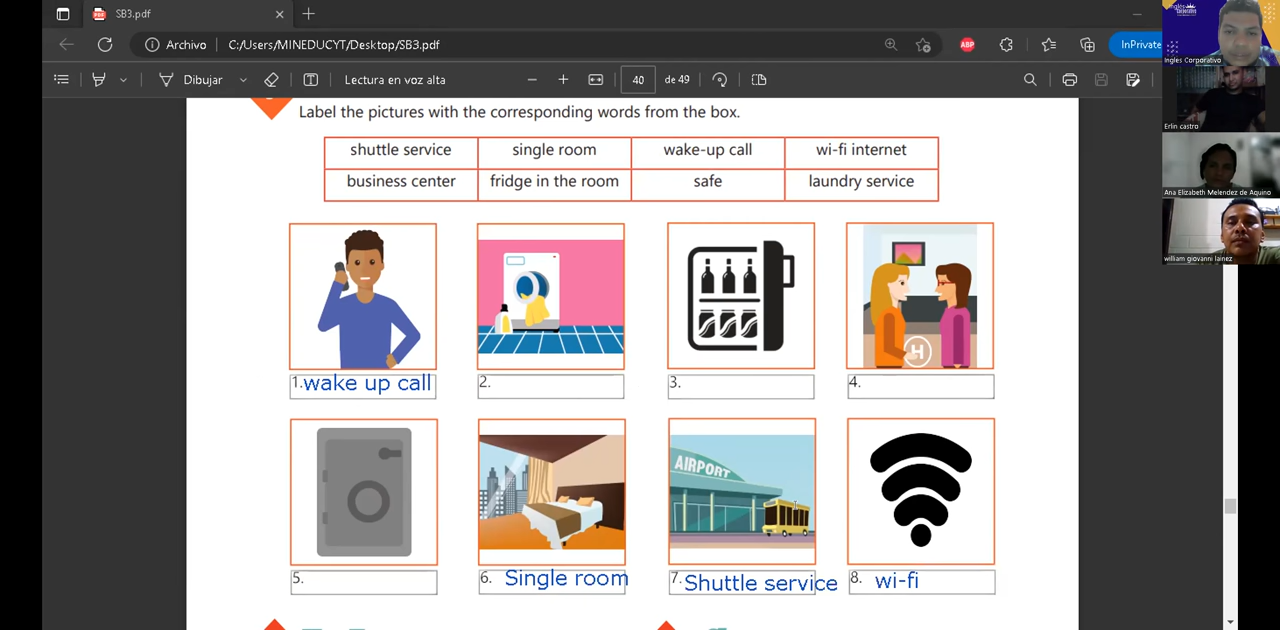 SB3.pdf
Archivo C:/Users/MINEDUCYT/Desktop/SB3.pdf
ABP
InPrivate
Dibujar
Lectura en voz alta
40 de 49
Label the pictures with the corresponding words from the box.
shuttle service single room wake-up call wi-fi internet
business center fridge in the room safe laundry service
H
1. wake up call 2. 3. 4.
AIRPORT
5. 6. Single room 7. Shuttle service 8. wi-fi
Ingles Corporativo
Erlin castro
Ana Elizabeth Melendez de Aquino
william giovanni lainez